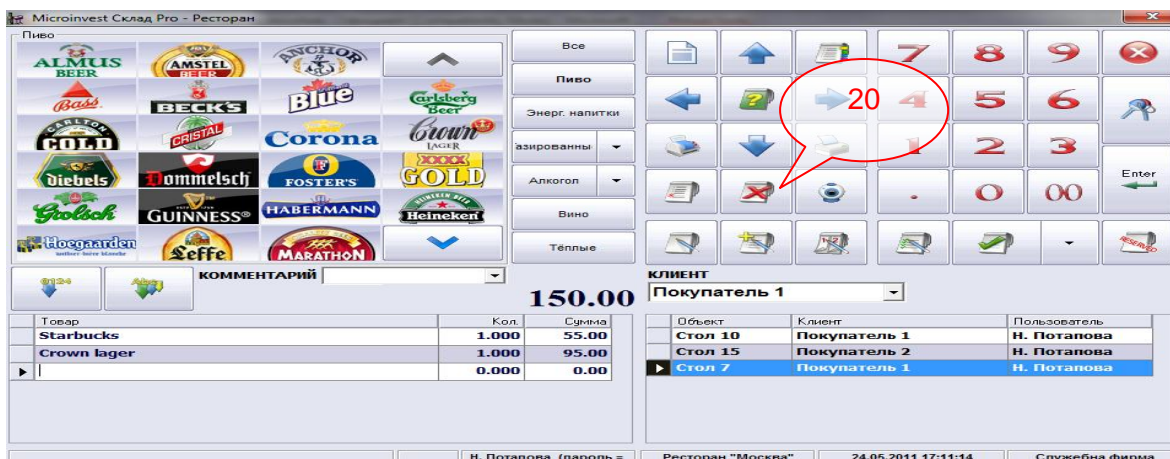 Microinvest Склад Pro - Ресторан
Пиво
ALMUS BEER
AMSTEL BEER
ANCHOR
Bass
BECK'S
Blue
Carlsberg Beer
CARLTON COLD
CRISTAL
Corona
Crown LAGER
Diebels
Dommelsch
FOSTER'S
XXXX GOLD
Grolsch
GUINNESS®
HABERMANN
HEINEKEN BEER Heineken
Hoegaarden
Leffe
MARATHON
Все
Пиво
Энерг. напитки
азированны
Алкогол
Вино
Тёплые
7 8 9
20 4 5 6
1 2 3
. 0 00
Enter
RESERVED
КОММЕНТАРИЙ
150.00
КЛИЕНТ
Покупатель 1
Товар Кол. Сумма
Starbucks 1.000 55.00
Crown lager 1.000 95.00
0.000 0.00
Объект Клиент Пользователь
Стол 10 Покупатель 1 Н. Потапова
Стол 15 Покупатель 2 Н. Потапова
Стол 7 Покупатель 1 Н. Потапова
Н. Потапова (пароль = Ресторан "Москва" 24.05.2011 17:11:14 Служебна фирма